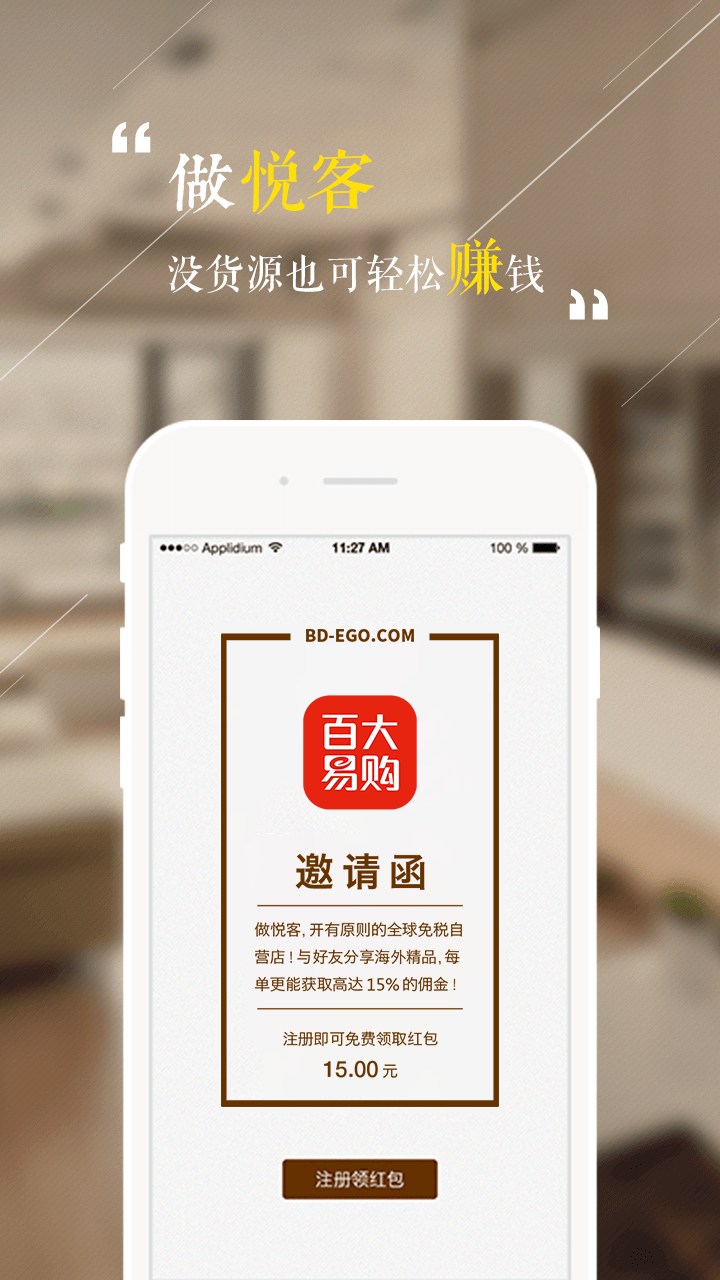 “
做悦客
没货源也可轻松赚钱
”
Applidium 11:27 AM 100 %
BD-EGO.COM
百大
易购
邀请函
做悦客, 开有原则的全球免税自
营店! 与好友分享海外精品, 每
单更能获取高达 15% 的佣金!
注册即可免费领取红包
15.00 元
注册领红包